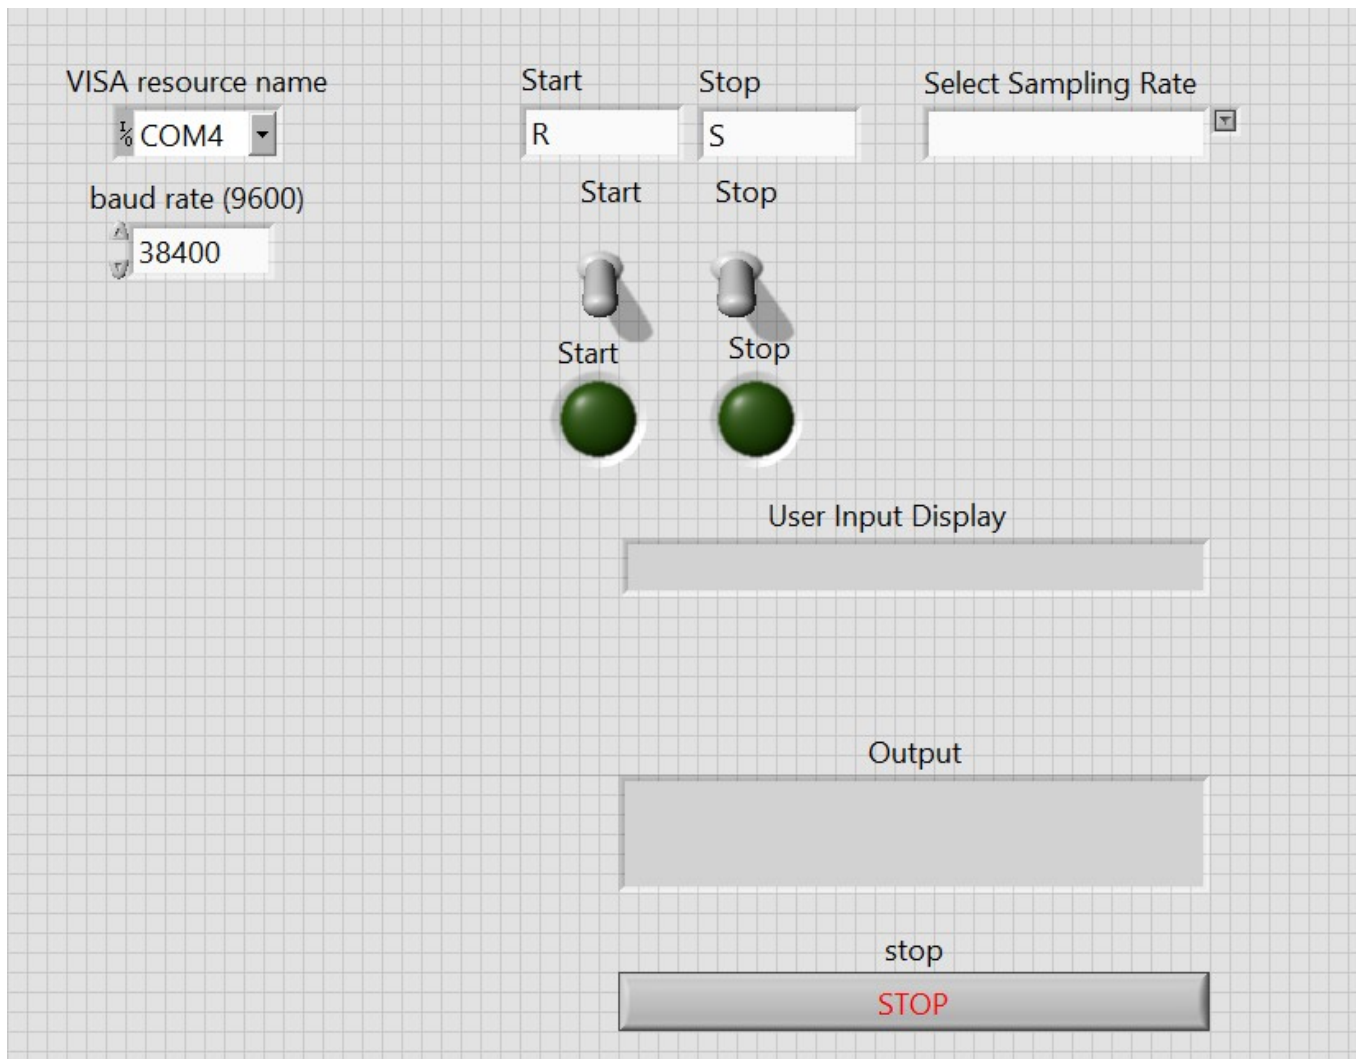 VISA resource name
COM4
baud rate (9600)
38400
Start
Stop
Select Sampling Rate
R
S
Start
Stop
Start
Stop
User Input Display
Output
stop
STOP